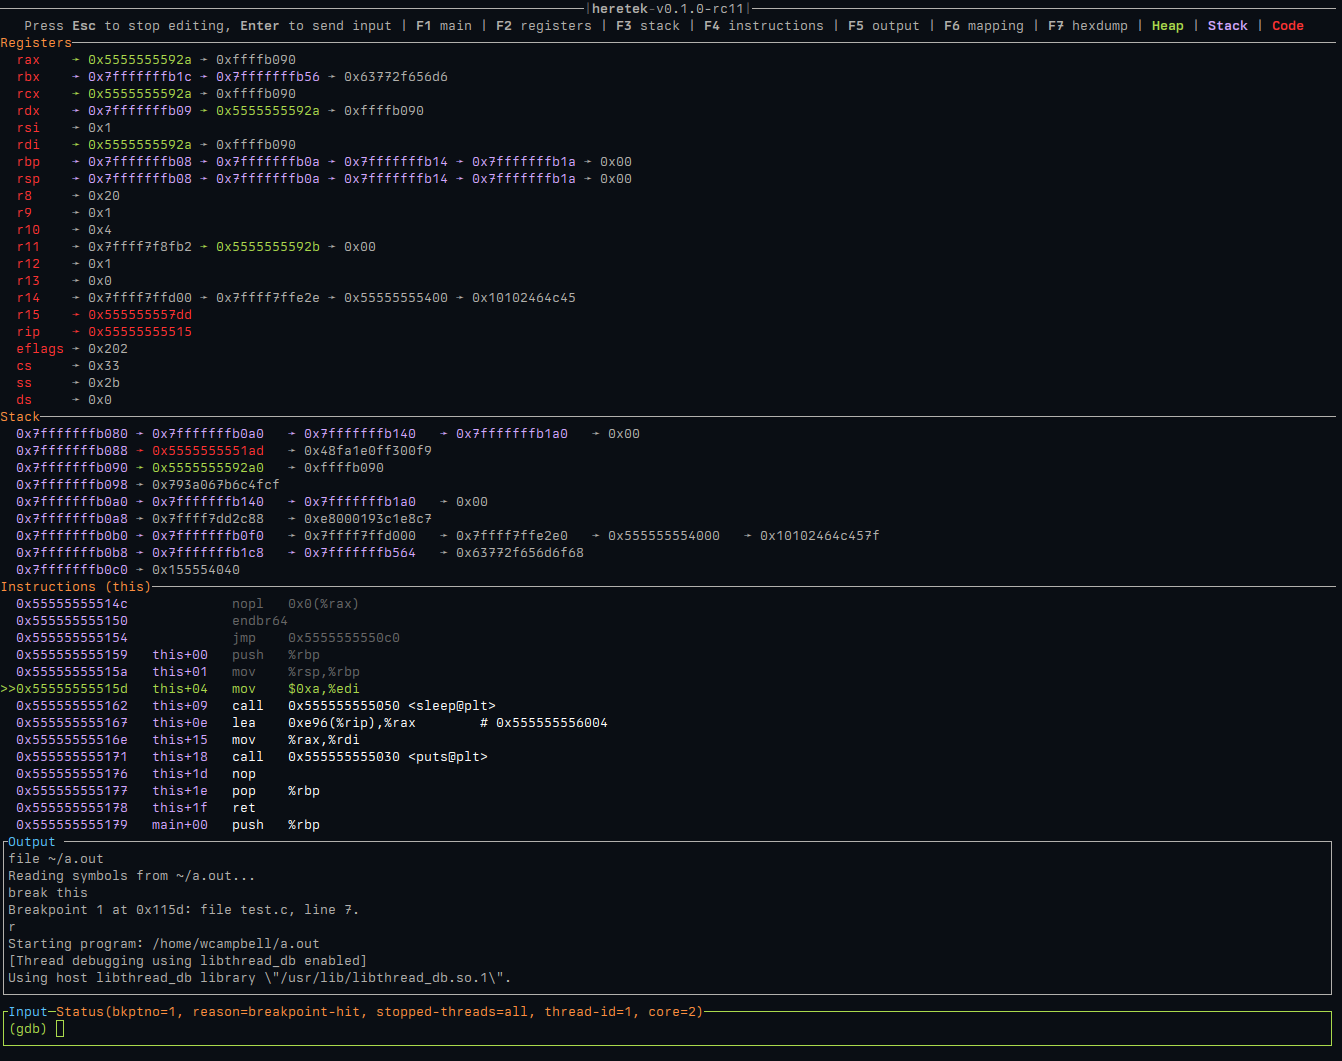 |heretek-v0.1.0-rc11|
Press Esc to stop editing, Enter to send input | F1 main | F2 registers | F3 stack | F4 instructions | F5 output | F6 mapping | F7 hexdump | Heap | Stack | Code
Registers
rax → 0x5555555592a → 0xffffb090
rbx → 0x7fffffffb1c → 0x7fffffffb56 → 0x63772f656d6
rcx → 0x5555555592a → 0xffffb090
rdx → 0x7fffffffb09 → 0x5555555592a → 0xffffb090
rsi → 0x1
rdi → 0x5555555592a → 0xffffb090
rbp → 0x7fffffffb08 → 0x7fffffffb0a → 0x7fffffffb14 → 0x7fffffffb1a → 0x00
rsp → 0x7fffffffb08 → 0x7fffffffb0a → 0x7fffffffb14 → 0x7fffffffb1a → 0x00
r8 → 0x20
r9 → 0x1
r10 → 0x4
r11 → 0x7ffff7f8fb2 → 0x5555555592b → 0x00
r12 → 0x1
r13 → 0x0
r14 → 0x7ffff7ffd00 → 0x7ffff7ffe2e → 0x55555555400 → 0x10102464c45
r15 → 0x555555557dd
rip → 0x55555555515
eflags → 0x202
cs → 0x33
ss → 0x2b
ds → 0x0
Stack
0x7fffffffb080 → 0x7fffffffb0a0 → 0x7fffffffb140 → 0x7fffffffb1a0 → 0x00
0x7fffffffb088 → 0x5555555551ad → 0x48fa1e0ff300f9
0x7fffffffb090 → 0x5555555592a0 → 0xffffb090
0x7fffffffb098 → 0x793a067b6c4fcf
0x7fffffffb0a0 → 0x7fffffffb140 → 0x7fffffffb1a0 → 0x00
0x7fffffffb0a8 → 0x7ffff7dd2c88 → 0xe8000193c1e8c7
0x7fffffffb0b0 → 0x7fffffffb0f0 → 0x7ffff7ffd000 → 0x7ffff7ffe2e0 → 0x555555554000 → 0x10102464c457f
0x7fffffffb0b8 → 0x7fffffffb1c8 → 0x7fffffffb564 → 0x63772f656d6f68
0x7fffffffb0c0 → 0x155554040
Instructions (this)
0x55555555514c nopl 0x0(%rax)
0x555555555150 endbr64
0x555555555154 jmp 0x5555555550c0
0x555555555159 this+00 push %rbp
0x55555555515a this+01 mov %rsp,%rbp
>>0x55555555515d this+04 mov $0xa,%edi
0x555555555162 this+09 call 0x555555555050 <sleep@plt>
0x555555555167 this+0e lea 0xe96(%rip),%rax # 0x555555556004
0x55555555516e this+15 mov %rax,%rdi
0x555555555171 this+18 call 0x555555555030 <puts@plt>
0x555555555176 this+1d nop
0x555555555177 this+1e pop %rbp
0x555555555178 this+1f ret
0x555555555179 main+00 push %rbp
Output
file ~/a.out
Reading symbols from ~/a.out...
break this
Breakpoint 1 at 0x115d: file test.c, line 7.
r
Starting program: /home/wcampbell/a.out
[Thread debugging using libthread_db enabled]
Using host libthread_db library \"/usr/lib/libthread_db.so.1\".
Input—Status(bkptno=1, reason=breakpoint-hit, stopped-threads=all, thread-id=1, core=2)
(gdb)